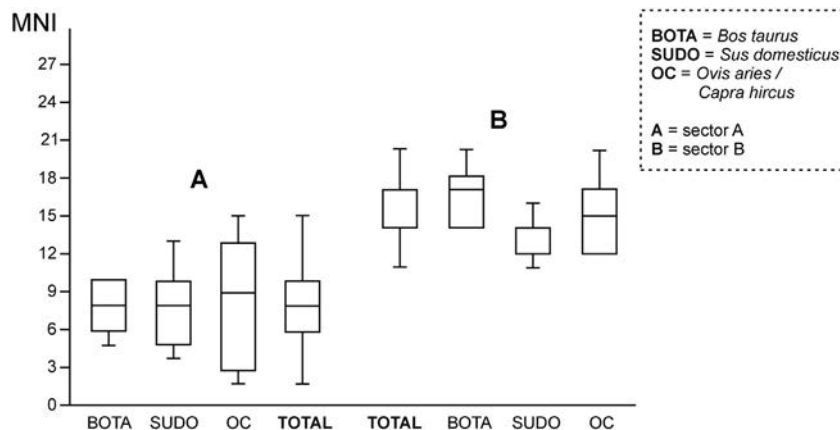 MNI
27
24
21
18
15
12
9
6
3
0
A
B
BOTA SUDO OC TOTAL TOTAL BOTA SUDO OC
BOTA = Bos taurus
SUDO = Sus domesticus
OC = Ovis aries /
Capra hircus
A = sector A
B = sector B